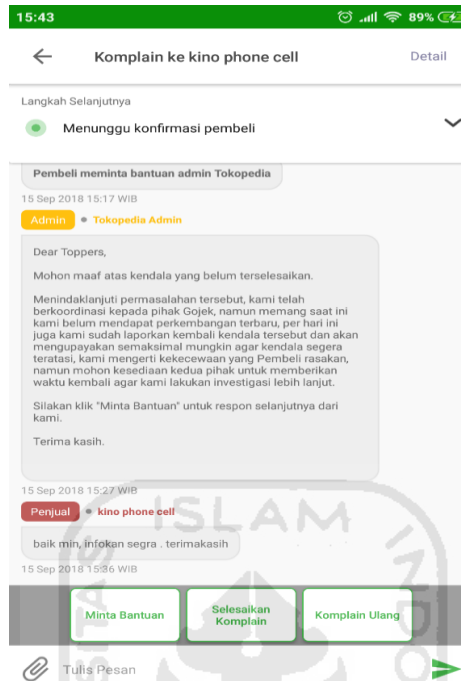 15:43
89%
Komplain ke kino phone cell
Detail
Langkah Selanjutnya
Menunggu konfirmasi pembeli
Pembeli meminta bantuan admin Tokopedia
15 Sep 2018 15:17 WIB
Admin • Tokopedia Admin
Dear Toppers,
Mohon maaf atas kendala yang belum terselesaikan.
Menindaklanjuti permasalahan tersebut, kami telah
berkoordinasi kepada pihak Gojek, namun memang saat ini
kami belum mendapat perkembangan terbaru, per hari ini
juga kami sudah laporkan kembali kendala tersebut dan akan
mengupayakan semaksimal mungkin agar kendala segera
teratasi, kami mengerti kekecewaan yang Pembeli rasakan,
namun mohon kesediaan kedua pihak untuk memberikan
waktu kembali agar kami lakukan investigasi lebih lanjut.
Silakan klik "Minta Bantuan" untuk respon selanjutnya dari
kami.
Terima kasih.
15 Sep 2018 15:27 WIB
Penjual • kino phone cell
baik min, infokan segra . terimakasih
15 Sep 2018 15:36 WIB
Minta Bantuan
Selesaikan
Komplain
Komplain Ulang
Tulis Pesan
ISLAM